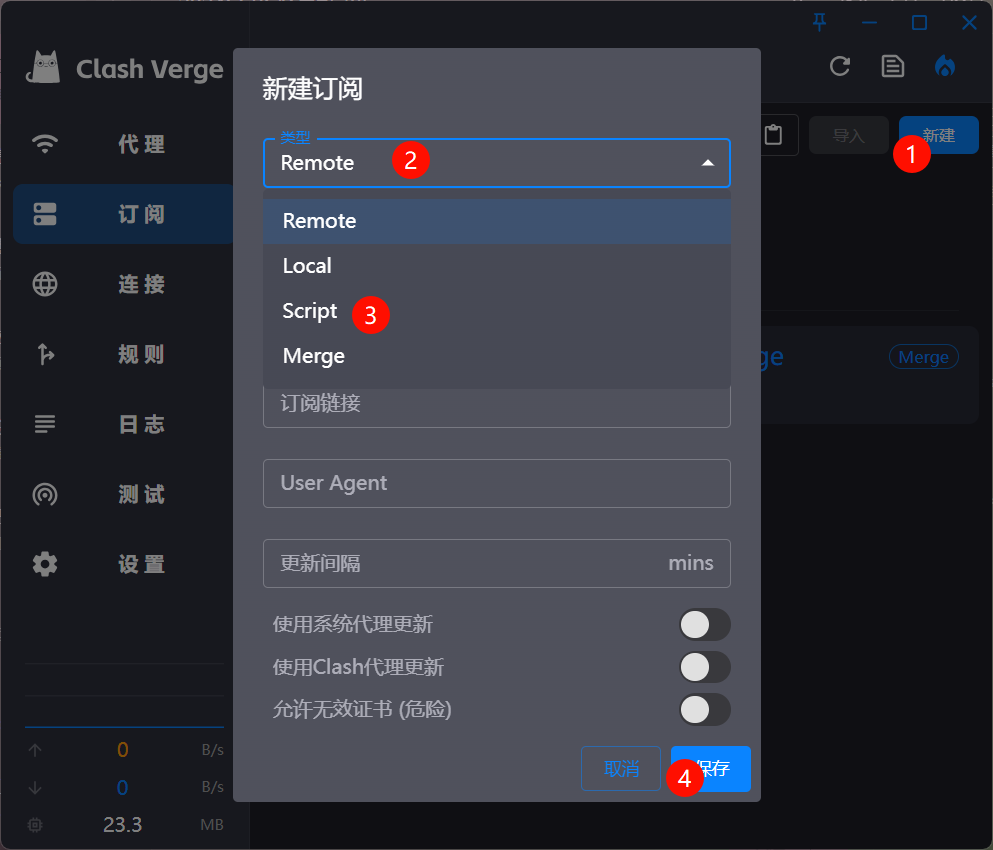 Clash Verge
代理
订阅
连接
规则
日志
测试
设置
0 B/s
0 B/s
23.3 MB
导入
新建
1
ge
Merge
新建订阅
类型
Remote
2
Remote
Local
Script
3
Merge
订阅链接
User Agent
更新间隔 mins
使用系统代理更新
使用Clash代理更新
允许无效证书 (危险)
取消
4
保存